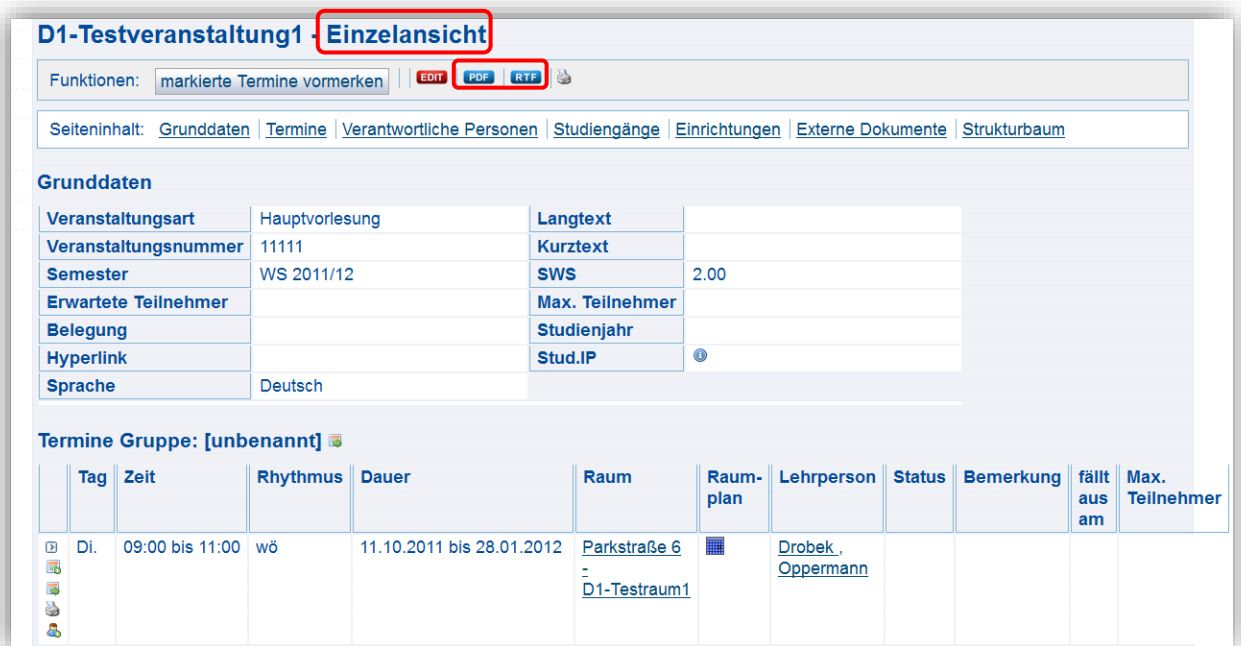 D1-Testveranstaltung1 - Einzelansicht
Funktionen: markierte Termine vormerken EDIT PDF RTF
Seiteninhalt: Grunddaten Termine Verantwortliche Personen Studiengänge Einrichtungen Externe Dokumente Strukturbaum
Grunddaten
Veranstaltungsart Hauptvorlesung Langtext
Veranstaltungsnummer 11111 Kurztext
Semester WS 2011/12 SWS 2.00
Erwartete Teilnehmer Max. Teilnehmer
Belegung Studienjahr
Hyperlink Stud.IP
Sprache Deutsch
Termine Gruppe: [unbenannt]
Tag Zeit Rhythmus Dauer Raum Raum- Lehrperson Status Bemerkung fällt Max.
plan aus Teilnehmer
am
Di. 09:00 bis 11:00 wö 11.10.2011 bis 28.01.2012 Parkstraße 6 Drobek ,
- Oppermann
D1-Testraum1